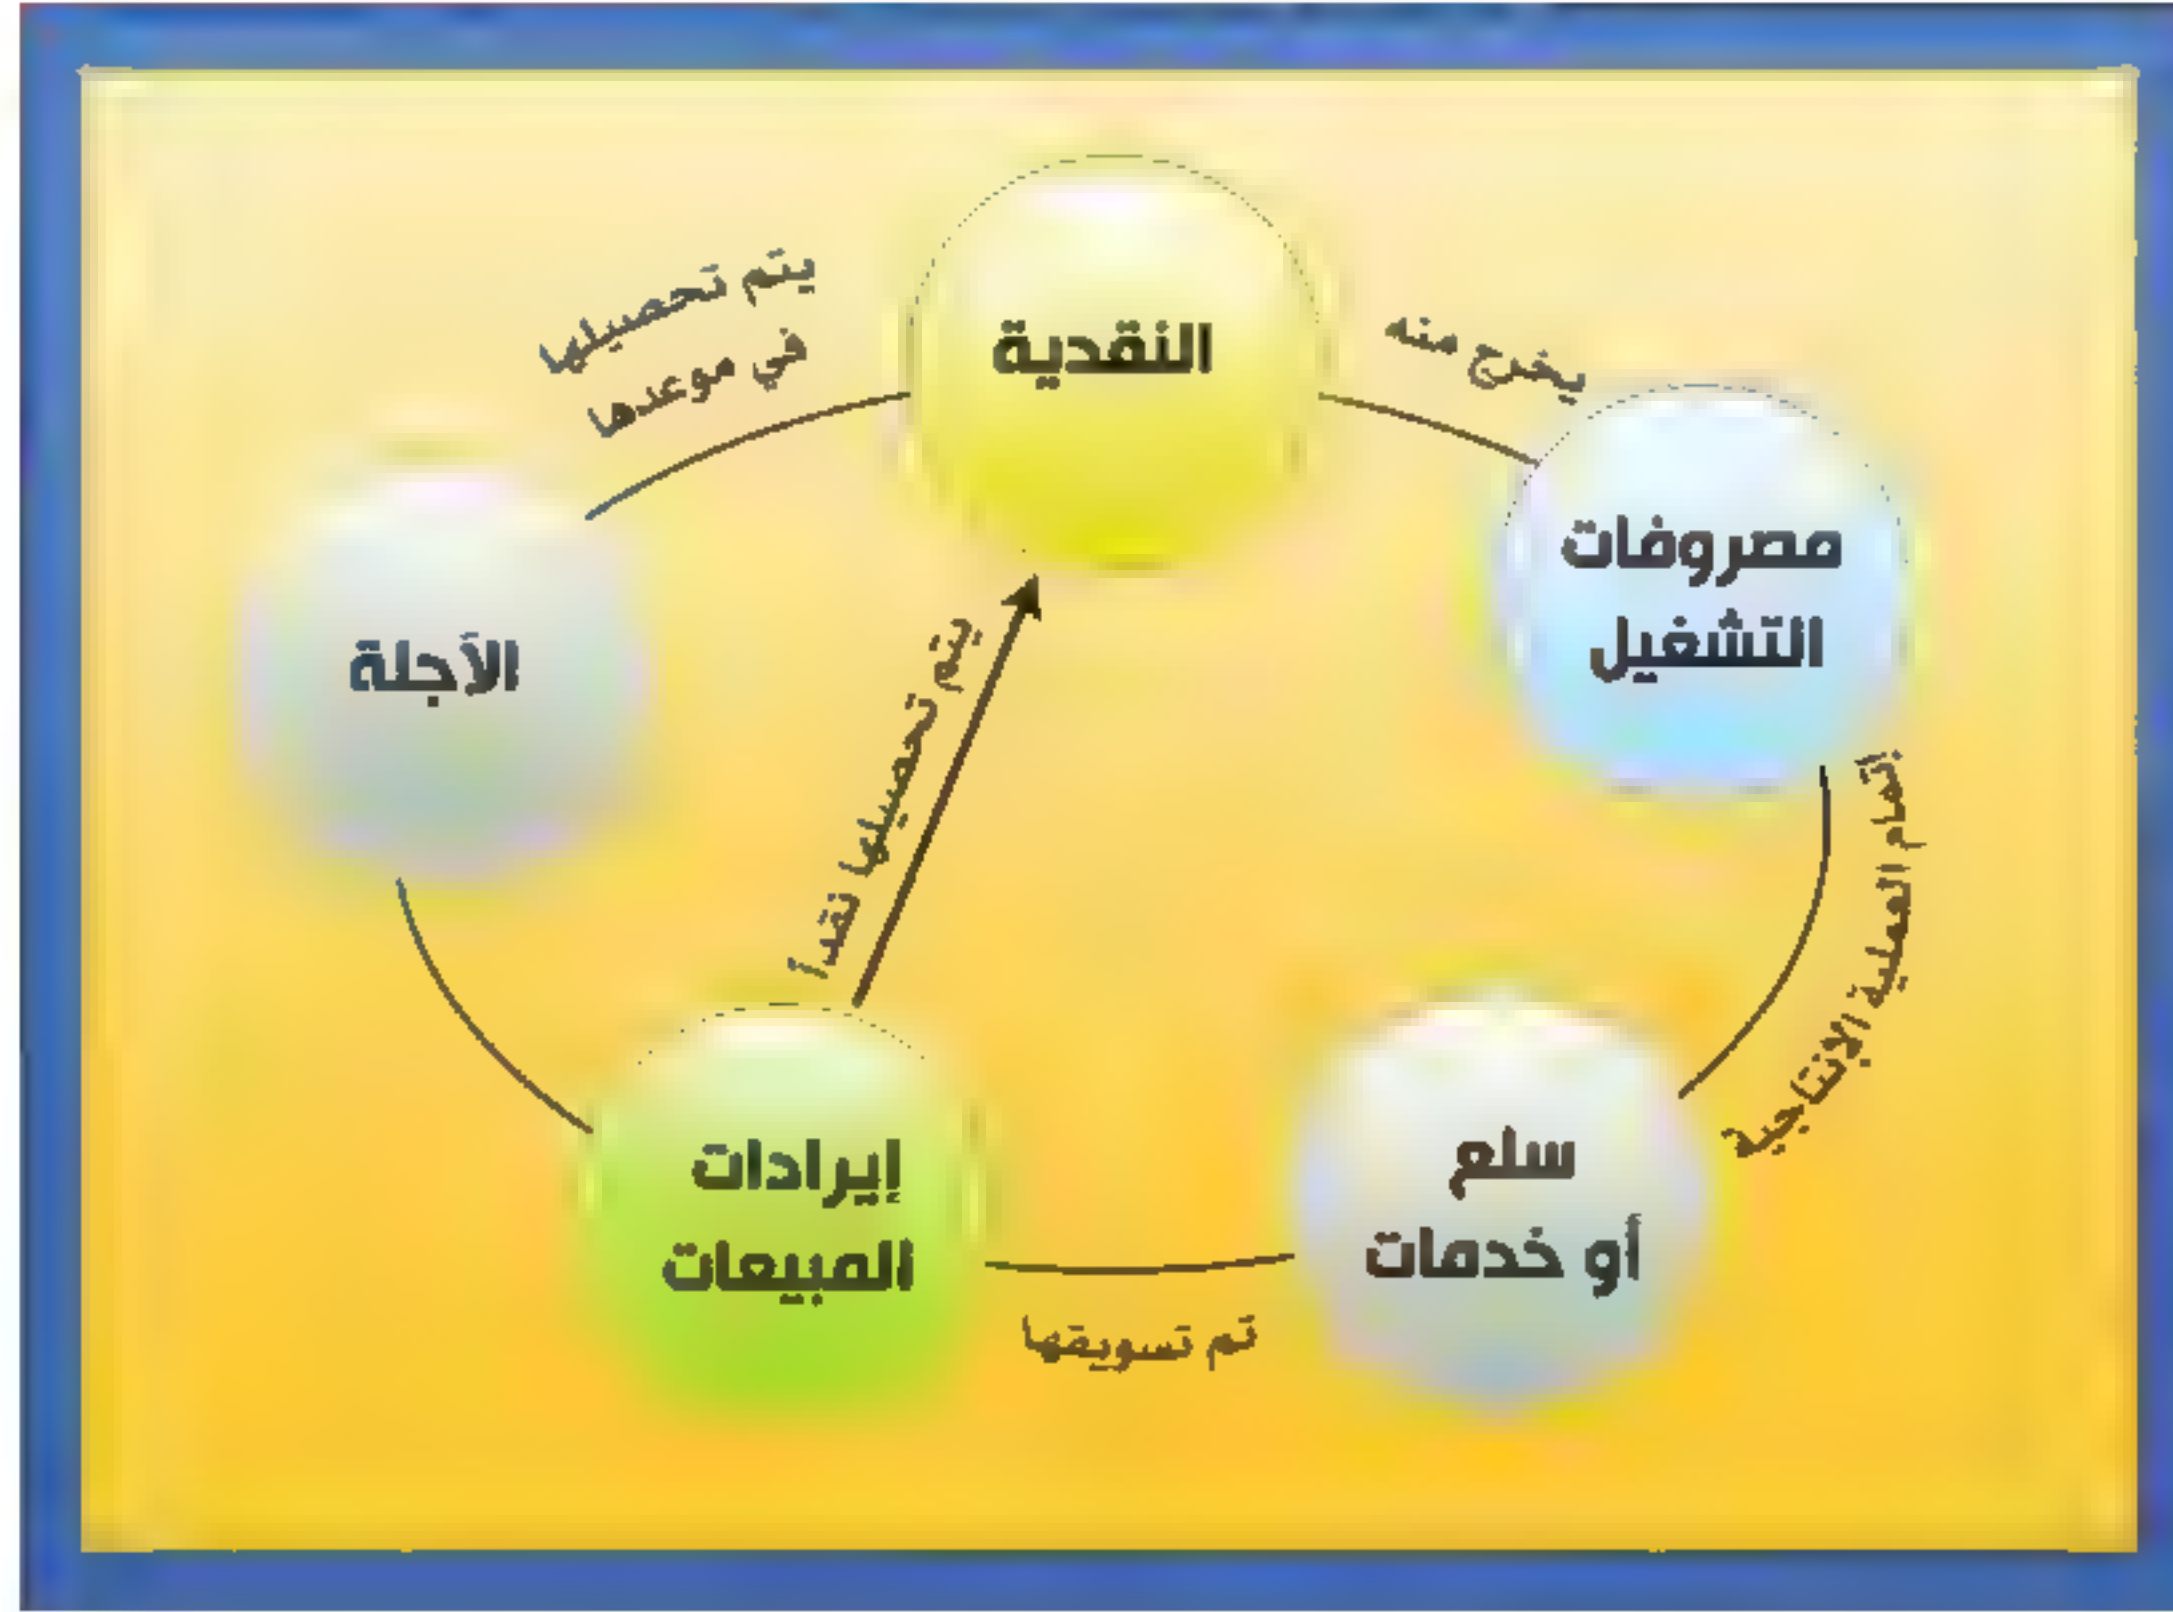 النقدية
يخرج منه
مصروفات
التشغيل
إتمام العملية الإنتاجية
سلع
أو خدمات
تم تسويقها
إيرادات
المبيعات
يتم تحصيلها نقداً
الآجلة
يتم تحصيلها
في موعدها